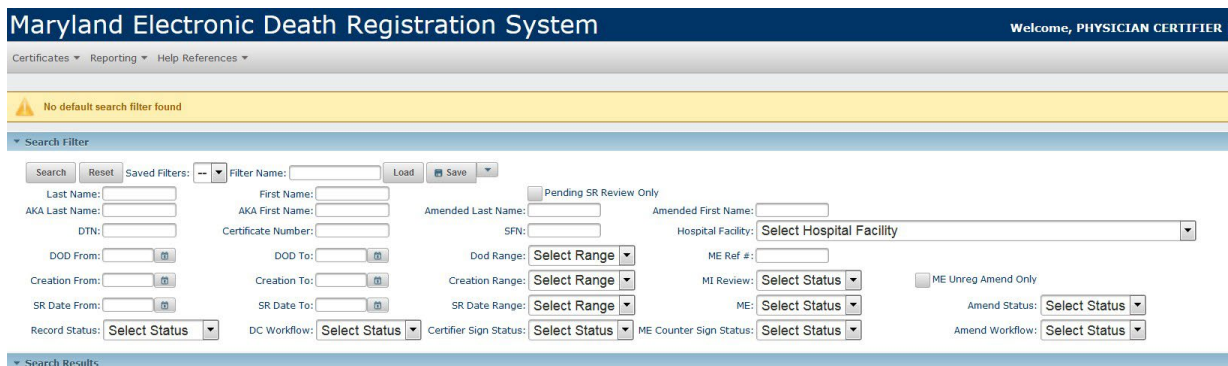 Maryland Electronic Death Registration System Welcome, PHYSICIAN CERTIFIER
Certificates Reporting Help References
No default search filter found
Search Filter
Search Reset Saved Filters: -- Filter Name: Load Save
Last Name: First Name: Pending SR Review Only
AKA Last Name: AKA First Name: Amended Last Name: Amended First Name:
DTN: Certificate Number: SFN: Hospital Facility: Select Hospital Facility
DOD From: DOD To: Dod Range: Select Range ME Ref #:
Creation From: Creation To: Creation Range: Select Range MI Review: Select Status ME Unreg Amend Only
SR Date From: SR Date To: SR Date Range: Select Range ME: Select Status Amend Status: Select Status
Record Status: Select Status DC Workflow: Select Status Certifier Sign Status: Select Status ME Counter Sign Status: Select Status Amend Workflow: Select Status
Search Results